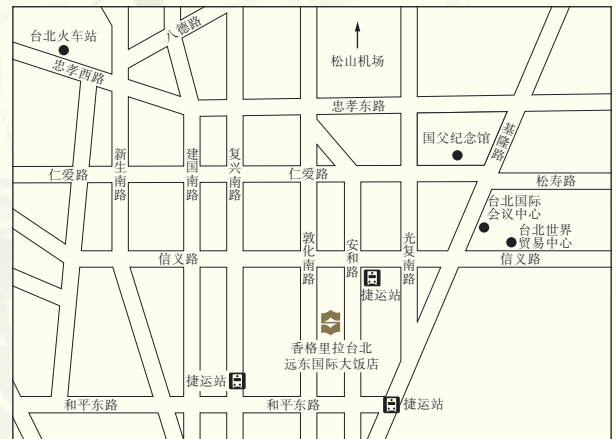 台北火车站
八德路
忠孝西路
松山机场
忠孝东路
国父纪念馆
基隆路
新生南路
建国南路
复兴南路
仁爱路
仁爱路
松寿路
台北国际
会议中心
台北世界
贸易中心
敦化南路
安和路
光复南路
信义路
信义路
捷运站
香格里拉台北
远东国际大饭店
捷运站
和平东路
和平东路
捷运站